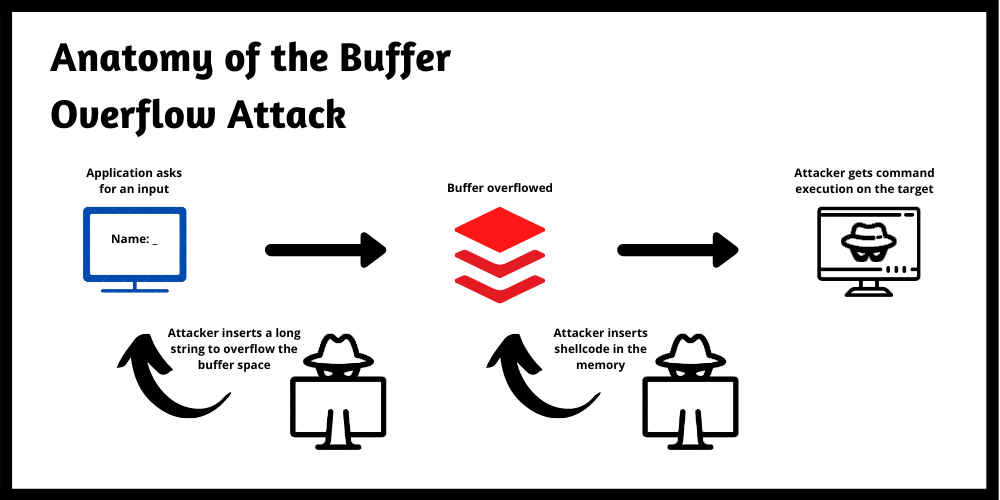 Anatomy of the Buffer
Overflow Attack
Application asks
for an input
Name: _
Buffer overflowed
Attacker gets command
execution on the target
Attacker inserts a long
string to overflow the
buffer space
Attacker inserts
shellcode in the
memory